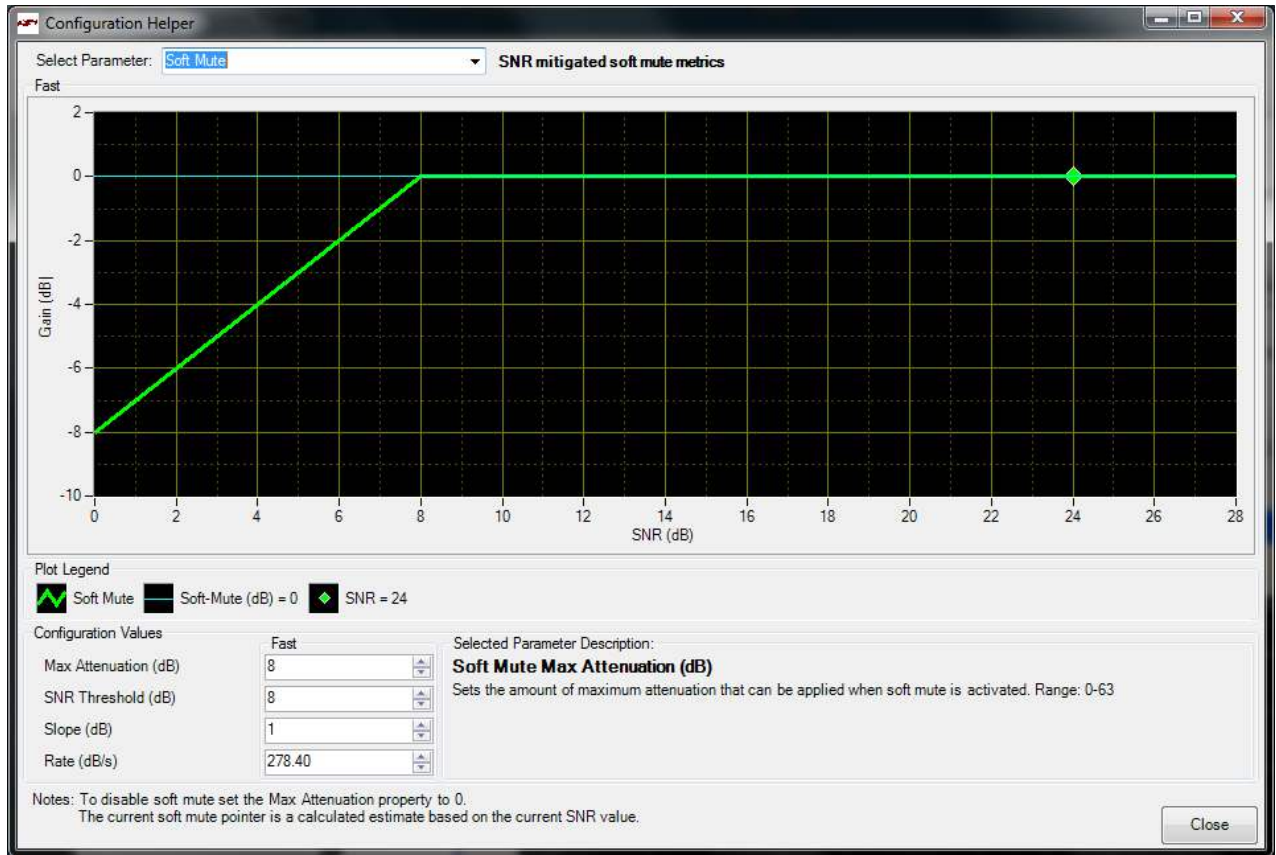 Configuration Helper
Select Parameter: Soft Mute SNR mitigated soft mute metrics
Fast
2
0
-2
-4
-6
-8
-10
Gain (dB)
0 2 4 6 8 10 12 14 16 18 20 22 24 26 28
SNR (dB)
Plot Legend
Soft Mute Soft-Mute (dB) = 0 SNR = 24
Configuration Values
Fast
Max Attenuation (dB) 8
SNR Threshold (dB) 8
Slope (dB) 1
Rate (dB/s) 278.40
Selected Parameter Description:
Soft Mute Max Attenuation (dB)
Sets the amount of maximum attenuation that can be applied when soft mute is activated. Range: 0-63
Notes: To disable soft mute set the Max Attenuation property to 0.
The current soft mute pointer is a calculated estimate based on the current SNR value.
Close